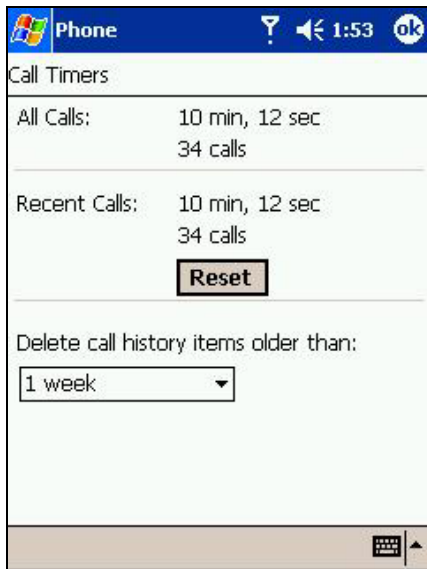 Phone 1:53 ok
Call Timers
All Calls: 10 min, 12 sec
34 calls
Recent Calls: 10 min, 12 sec
34 calls
Reset
Delete call history items older than:
1 week